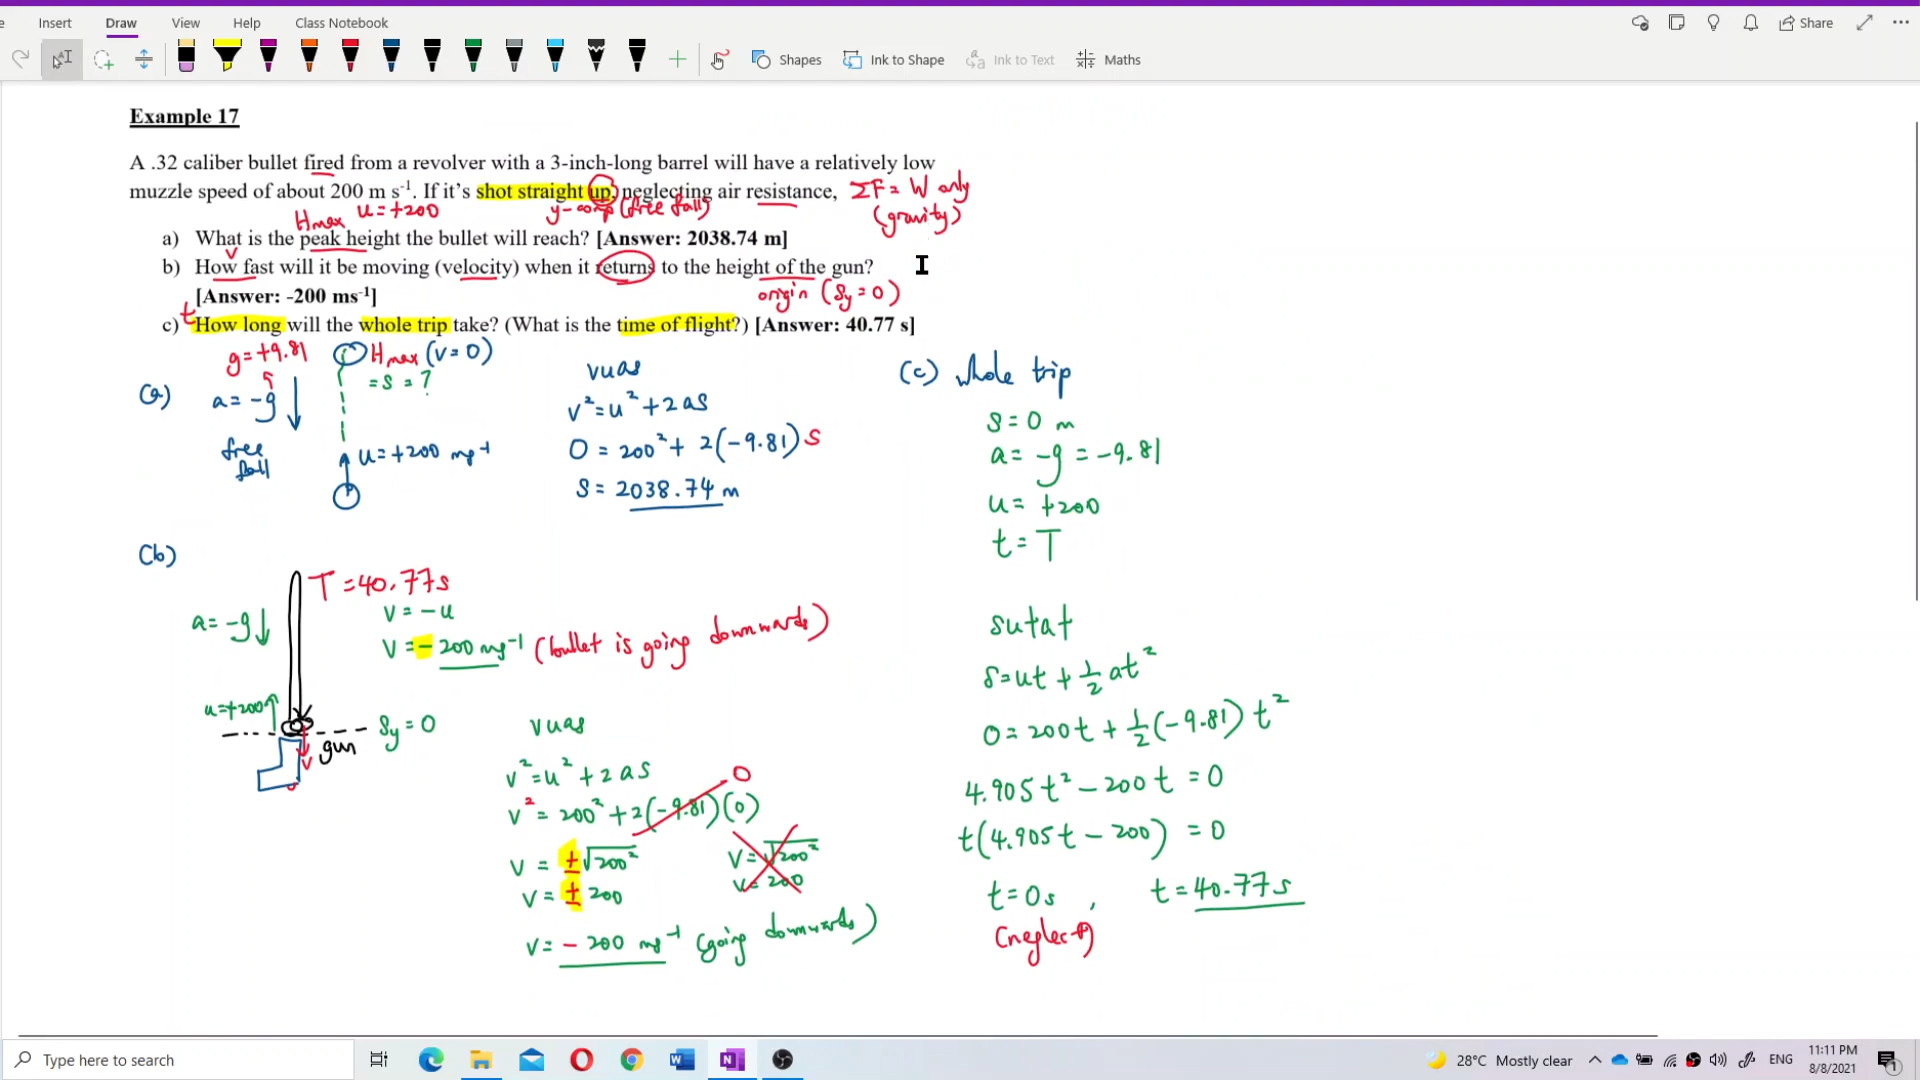 Insert Draw View Help Class Notebook Share
Shapes Ink to Shape Ink to Text Maths
Example 17
A .32 caliber bullet fired from a revolver with a 3-inch-long barrel will have a relatively low
muzzle speed of about 200 m s⁻¹. If it's shot straight up, neglecting air resistance, ΣF = W only
(gravity)
Hmax u=+200 y-comp (free fall)
a) What is the peak height the bullet will reach? [Answer: 2038.74 m]
v
b) How fast will it be moving (velocity) when it returns to the height of the gun?
[Answer: -200 ms⁻¹]
origin (Sy = 0)
t
c) How long will the whole trip take? (What is the time of flight?) [Answer: 40.77 s]
g = +9.81
Hmax (v = 0)
= s = ?
(a) a = -g
free
fall
u = +200 ms⁻¹
vuas
v² = u² + 2as
0 = 200² + 2(-9.81) s
s = 2038.74 m
(b)
T = 40.77s
a = -g
v = -u
v = - 200 ms⁻¹ (bullet is going downwards)
u=+200
Sy = 0
gun
v
vuas
v² = u² + 2as
0
v² = 200² + 2(-9.81)(0)
v = ±√200²
v = √200²
v = ± 200
v = 200
v = - 200 ms⁻¹ (going downwards)
(c) whole trip
s = 0 m
a = -g = -9.81
u = +200
t = T
sutat
s = ut + ½ at²
0 = 200t + ½ (-9.81) t²
4.905t² - 200t = 0
t(4.905t - 200) = 0
t = 0s , t = 40.77s
(neglect)
Type here to search
28°C Mostly clear
ENG
11:11 PM
8/8/2021
1